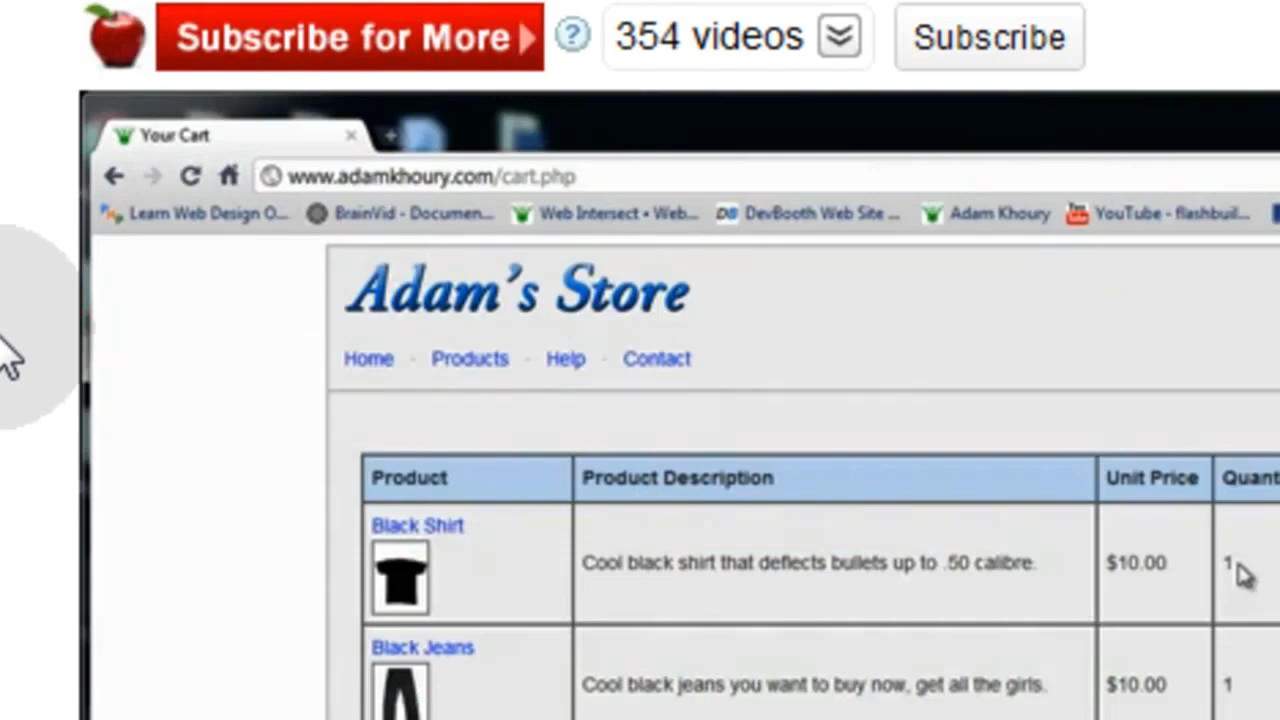 Subscribe for More ? 354 videos Subscribe
Your Cart
www.adamkhoury.com/cart.php
Learn Web Design O... BrainVid - Documen... Web Intersect • Web... DB DevBooth Web Site ... Adam Khoury YouTube - flashbuil...
Adam's Store
Home · Products · Help · Contact
Product Product Description Unit Price Quant
Black Shirt
Cool black shirt that deflects bullets up to .50 calibre. $10.00 1
Black Jeans
Cool black jeans you want to buy now, get all the girls. $10.00 1